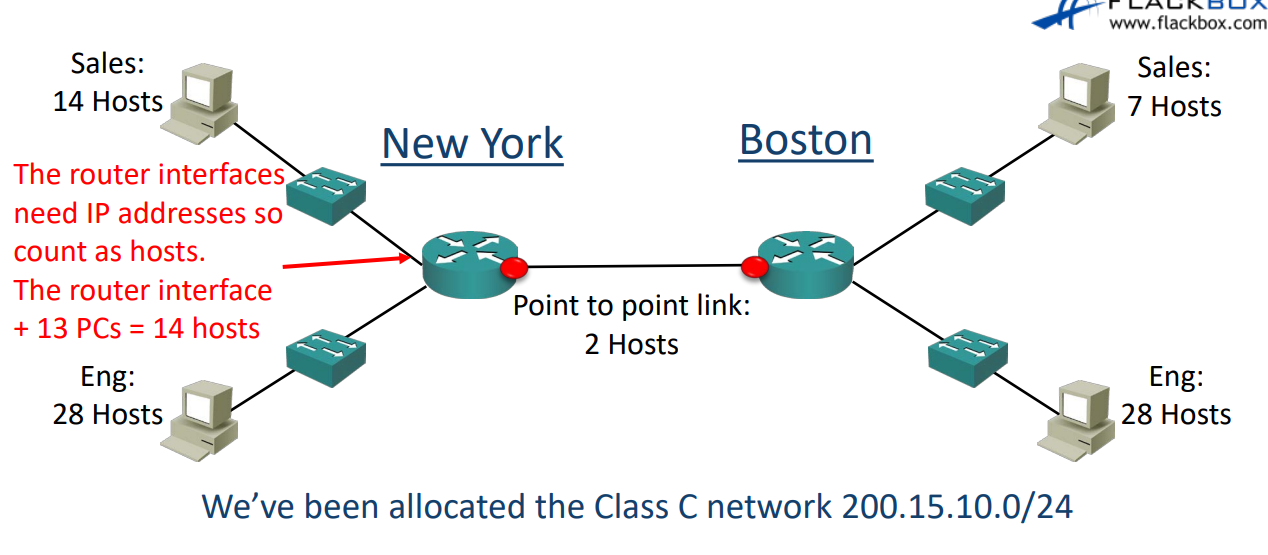 FLACKBOX
www.flackbox.com
Sales:
14 Hosts
New York
Boston
Sales:
7 Hosts
The router interfaces
need IP addresses so
count as hosts.
The router interface
+ 13 PCs = 14 hosts
Point to point link:
2 Hosts
Eng:
28 Hosts
Eng:
28 Hosts
We’ve been allocated the Class C network 200.15.10.0/24